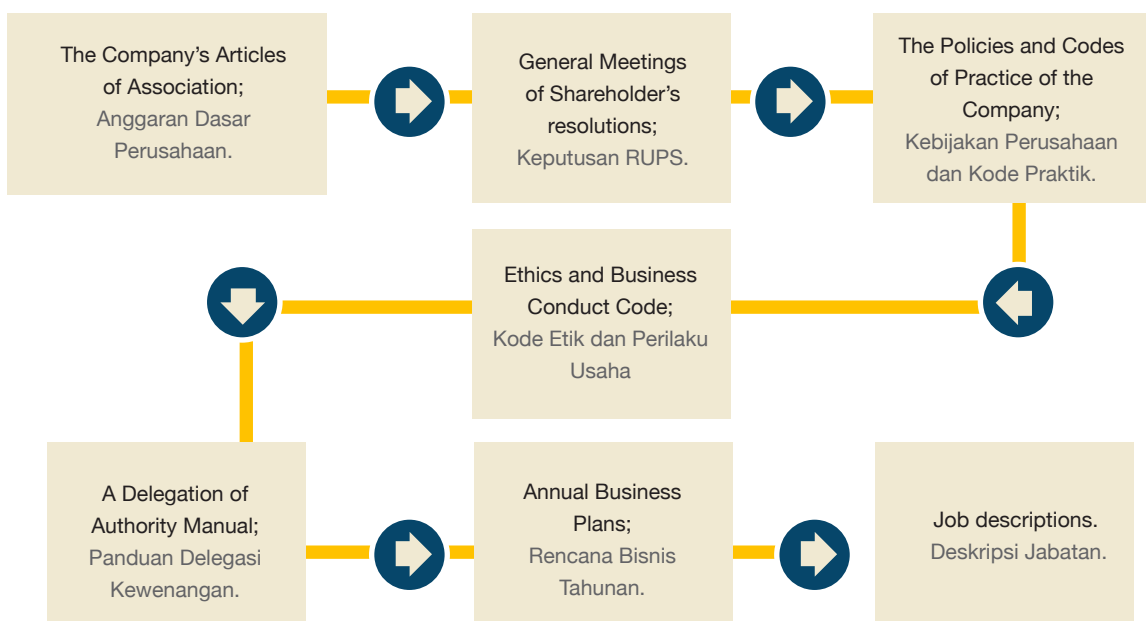 The Company’s Articles
of Association;
Anggaran Dasar
Perusahaan.
General Meetings
of Shareholder’s
resolutions;
Keputusan RUPS.
The Policies and Codes
of Practice of the
Company;
Kebijakan Perusahaan
dan Kode Praktik.
Ethics and Business
Conduct Code;
Kode Etik dan Perilaku
Usaha
A Delegation of
Authority Manual;
Panduan Delegasi
Kewenangan.
Annual Business
Plans;
Rencana Bisnis
Tahunan.
Job descriptions.
Deskripsi Jabatan.